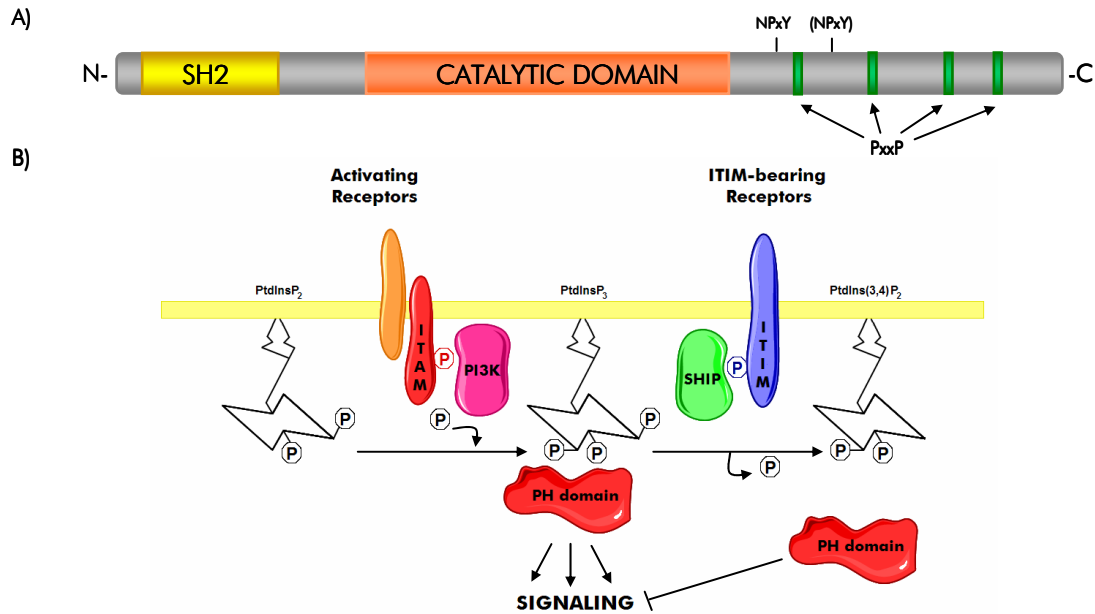 A)
NPxY
(NPxY)
N-
SH2
CATALYTIC DOMAIN
-C
PxxP
B)
Activating
Receptors
ITIM-bearing
Receptors
PtdInsP2
PtdInsP3
PtdIns(3,4)P2
ITAM
P
PI3K
SHIP
P
ITIM
P
P
P
P
P
P
P
P
P
PH domain
PH domain
SIGNALING